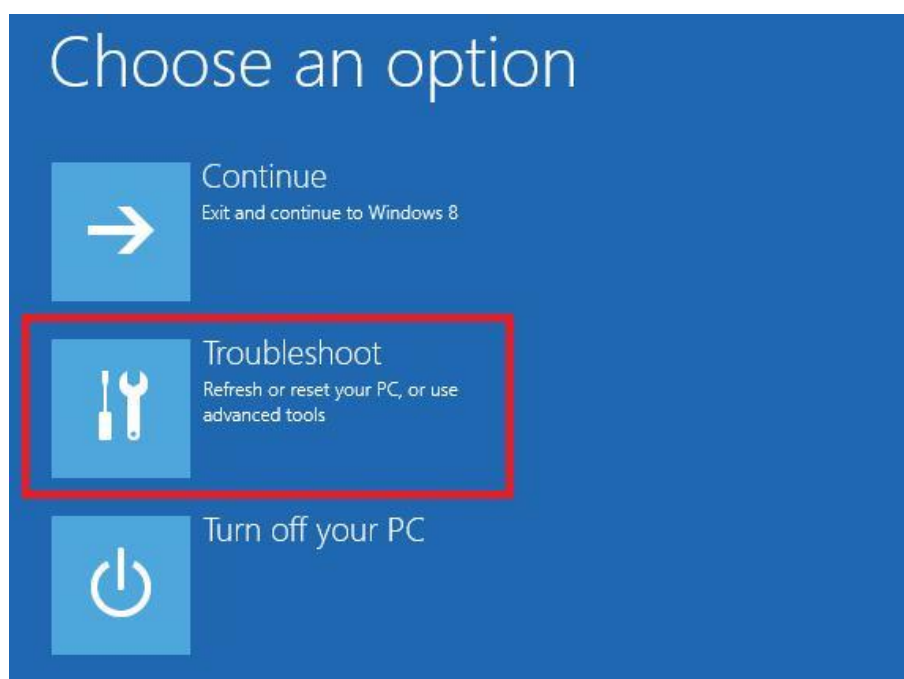 Choose an option
Continue
Exit and continue to Windows 8
Troubleshoot
Refresh or reset your PC, or use
advanced tools
Turn off your PC